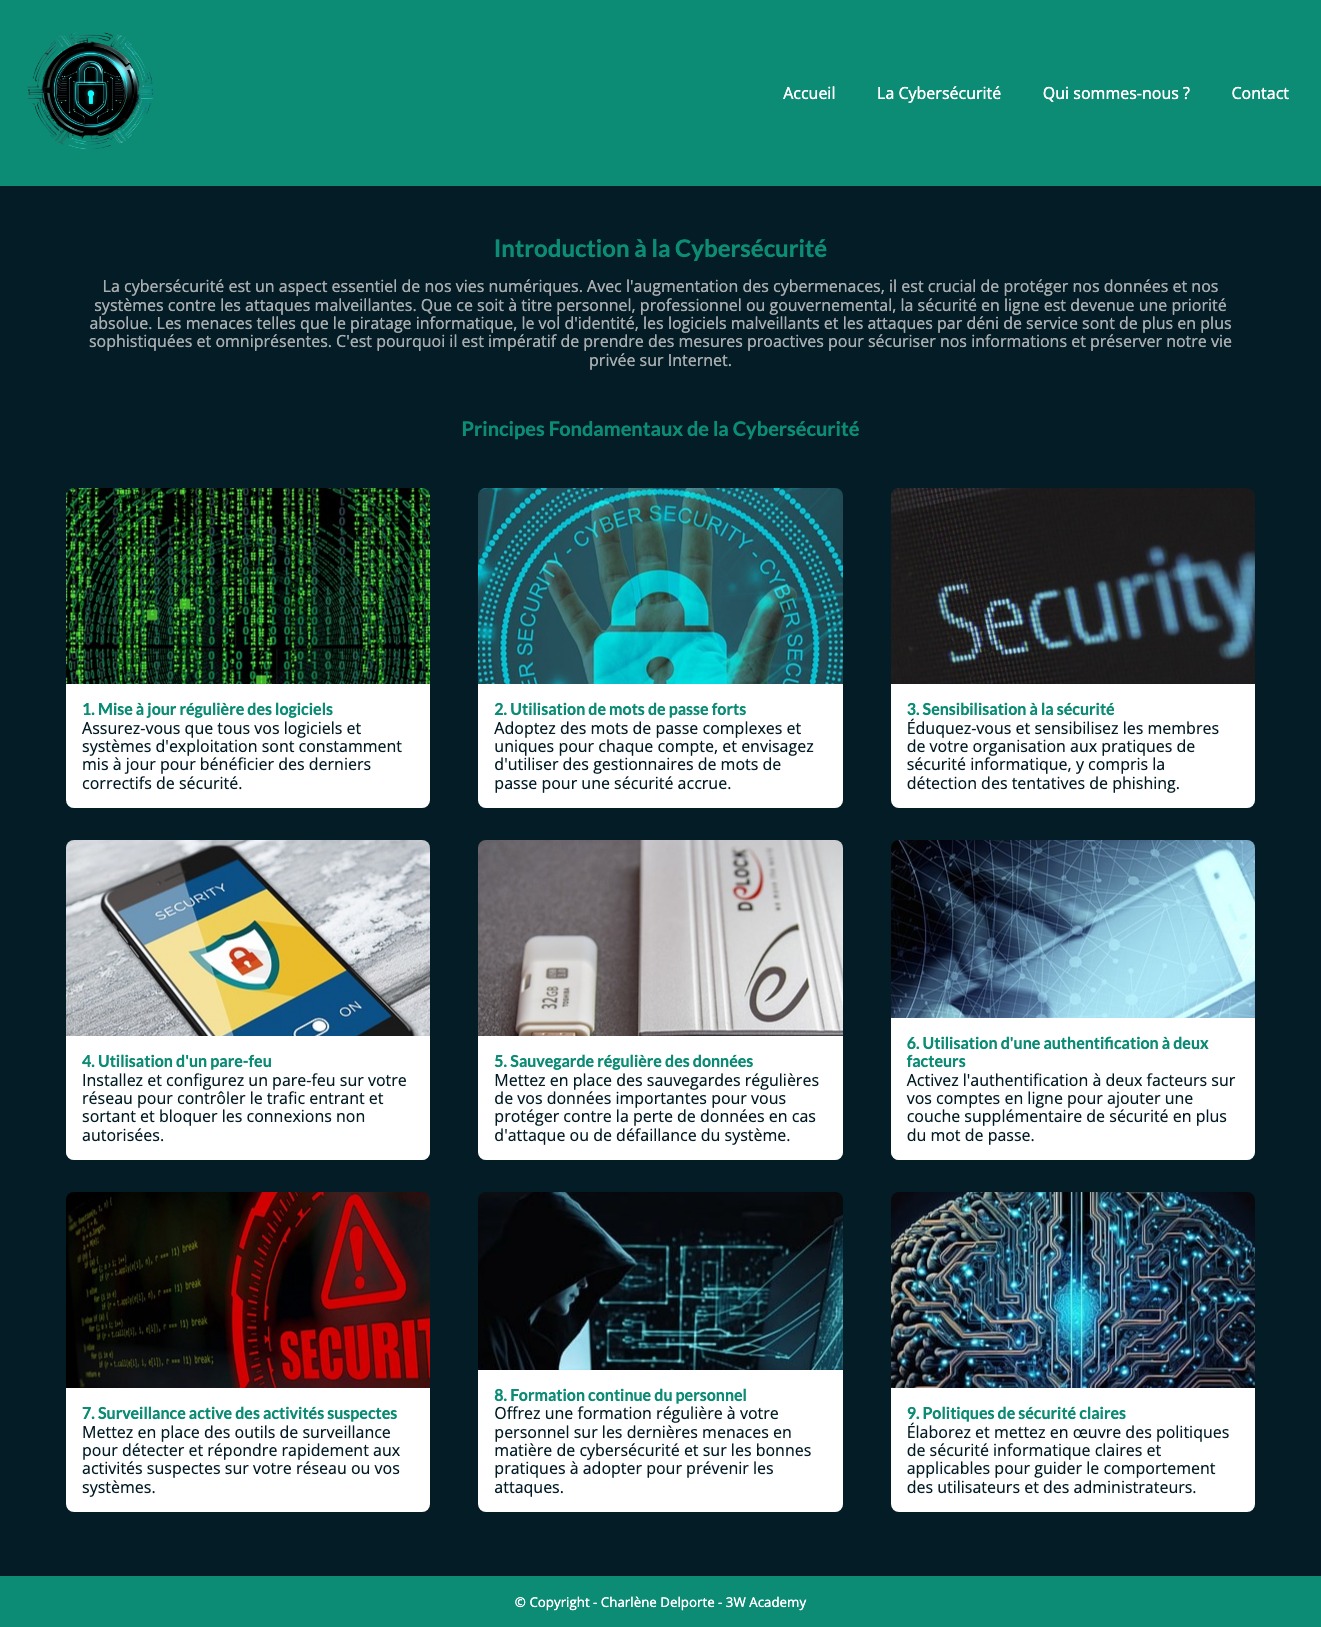 Accueil La Cybersécurité Qui sommes-nous ? Contact
Introduction à la Cybersécurité
La cybersécurité est un aspect essentiel de nos vies numériques. Avec l'augmentation des cybermenaces, il est crucial de protéger nos données et nos
systèmes contre les attaques malveillantes. Que ce soit à titre personnel, professionnel ou gouvernemental, la sécurité en ligne est devenue une priorité
absolue. Les menaces telles que le piratage informatique, le vol d'identité, les logiciels malveillants et les attaques par déni de service sont de plus en plus
sophistiquées et omniprésentes. C'est pourquoi il est impératif de prendre des mesures proactives pour sécuriser nos informations et préserver notre vie
privée sur Internet.
Principes Fondamentaux de la Cybersécurité
1. Mise à jour régulière des logiciels
Assurez-vous que tous vos logiciels et
systèmes d'exploitation sont constamment
mis à jour pour bénéficier des derniers
correctifs de sécurité.
CYBER SECURITY - CYBER SECURITY - CYBER SECU
2. Utilisation de mots de passe forts
Adoptez des mots de passe complexes et
uniques pour chaque compte, et envisagez
d'utiliser des gestionnaires de mots de
passe pour une sécurité accrue.
Security
3. Sensibilisation à la sécurité
Éduquez-vous et sensibilisez les membres
de votre organisation aux pratiques de
sécurité informatique, y compris la
détection des tentatives de phishing.
SECURITY
ON
4. Utilisation d'un pare-feu
Installez et configurez un pare-feu sur votre
réseau pour contrôler le trafic entrant et
sortant et bloquer les connexions non
autorisées.
DELOCK
32GB
TOSHIBA
5. Sauvegarde régulière des données
Mettez en place des sauvegardes régulières
de vos données importantes pour vous
protéger contre la perte de données en cas
d'attaque ou de défaillance du système.
6. Utilisation d'une authentification à deux
facteurs
Activez l'authentification à deux facteurs sur
vos comptes en ligne pour ajouter une
couche supplémentaire de sécurité en plus
du mot de passe.
SECURIT
7. Surveillance active des activités suspectes
Mettez en place des outils de surveillance
pour détecter et répondre rapidement aux
activités suspectes sur votre réseau ou vos
systèmes.
8. Formation continue du personnel
Offrez une formation régulière à votre
personnel sur les dernières menaces en
matière de cybersécurité et sur les bonnes
pratiques à adopter pour prévenir les
attaques.
9. Politiques de sécurité claires
Élaborez et mettez en œuvre des politiques
de sécurité informatique claires et
applicables pour guider le comportement
des utilisateurs et des administrateurs.
© Copyright - Charlène Delporte - 3W Academy